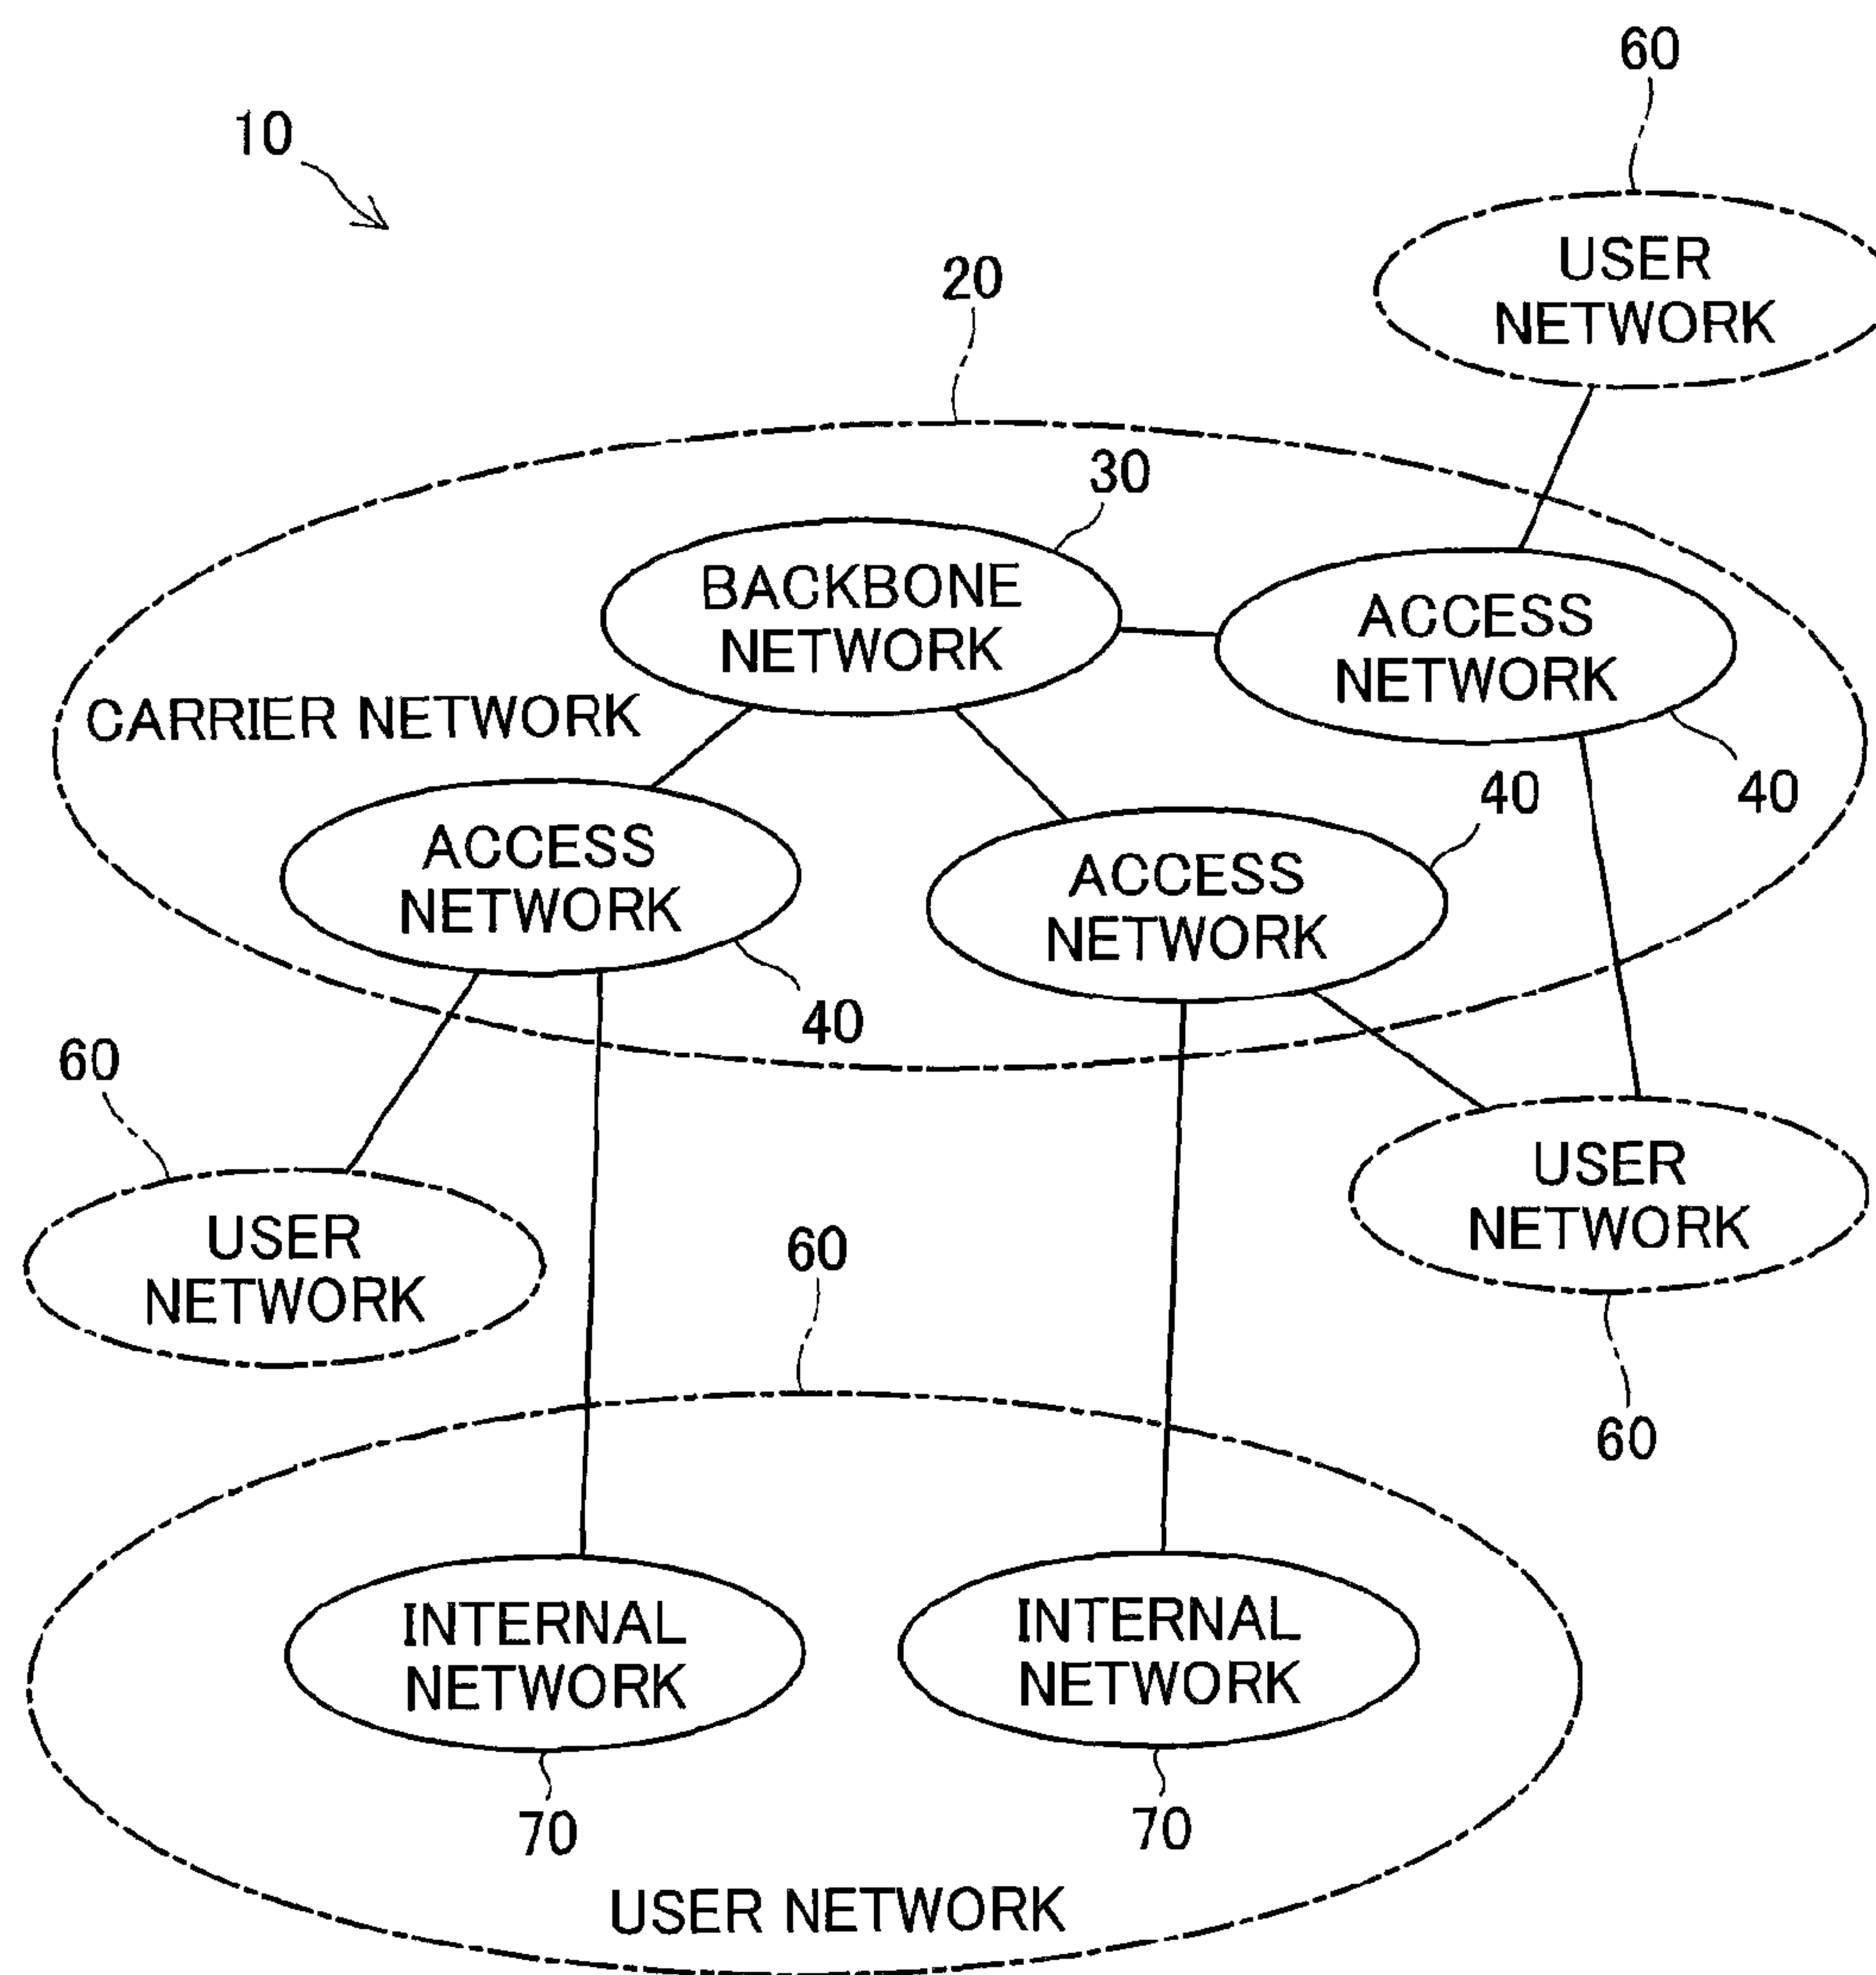 60
10
USER
NETWORK
20
30
BACKBONE
NETWORK
ACCESS
NETWORK
CARRIER NETWORK
40
40
ACCESS
NETWORK
ACCESS
NETWORK
40
60
USER
NETWORK
USER
NETWORK
60
60
INTERNAL
NETWORK
INTERNAL
NETWORK
70
70
USER NETWORK